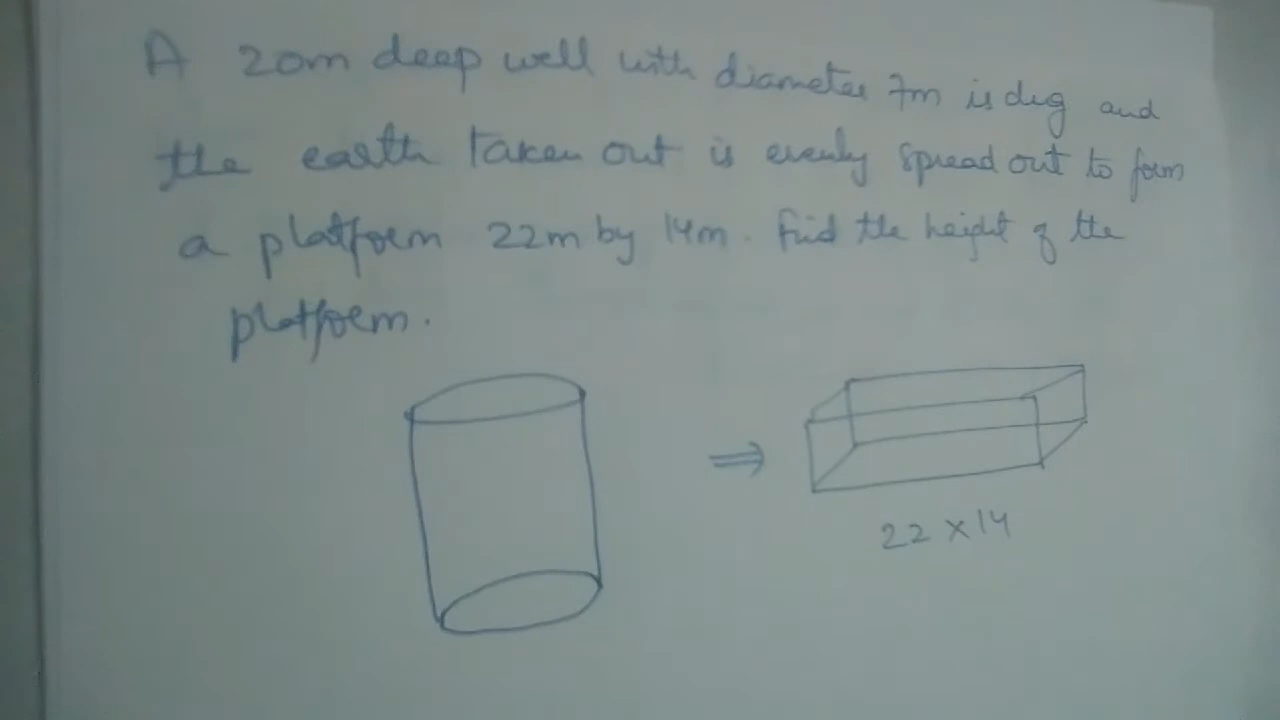 A 20m deep well with diameter 7m is dug and
the earth taken out is evenly spread out to form
a platform 22m by 14m. Find the height of the
platform.
22 × 14